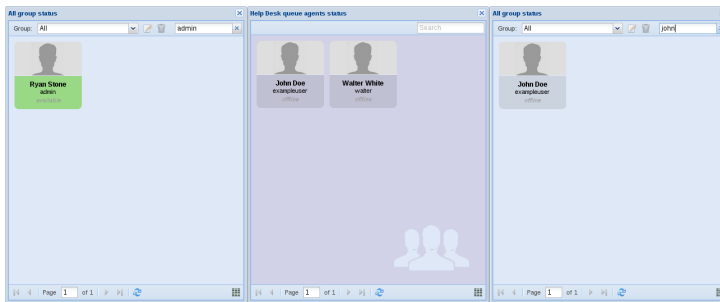 All group status
Group: All admin
Ryan Stone
admin
available
Page 1 of 1
Help Desk queue agents status
Search
John Doe
exampleuser
offline
Walter White
walter
offline
Page 1 of 1
All group status
Group: All john
John Doe
exampleuser
offline
Page 1 of 1